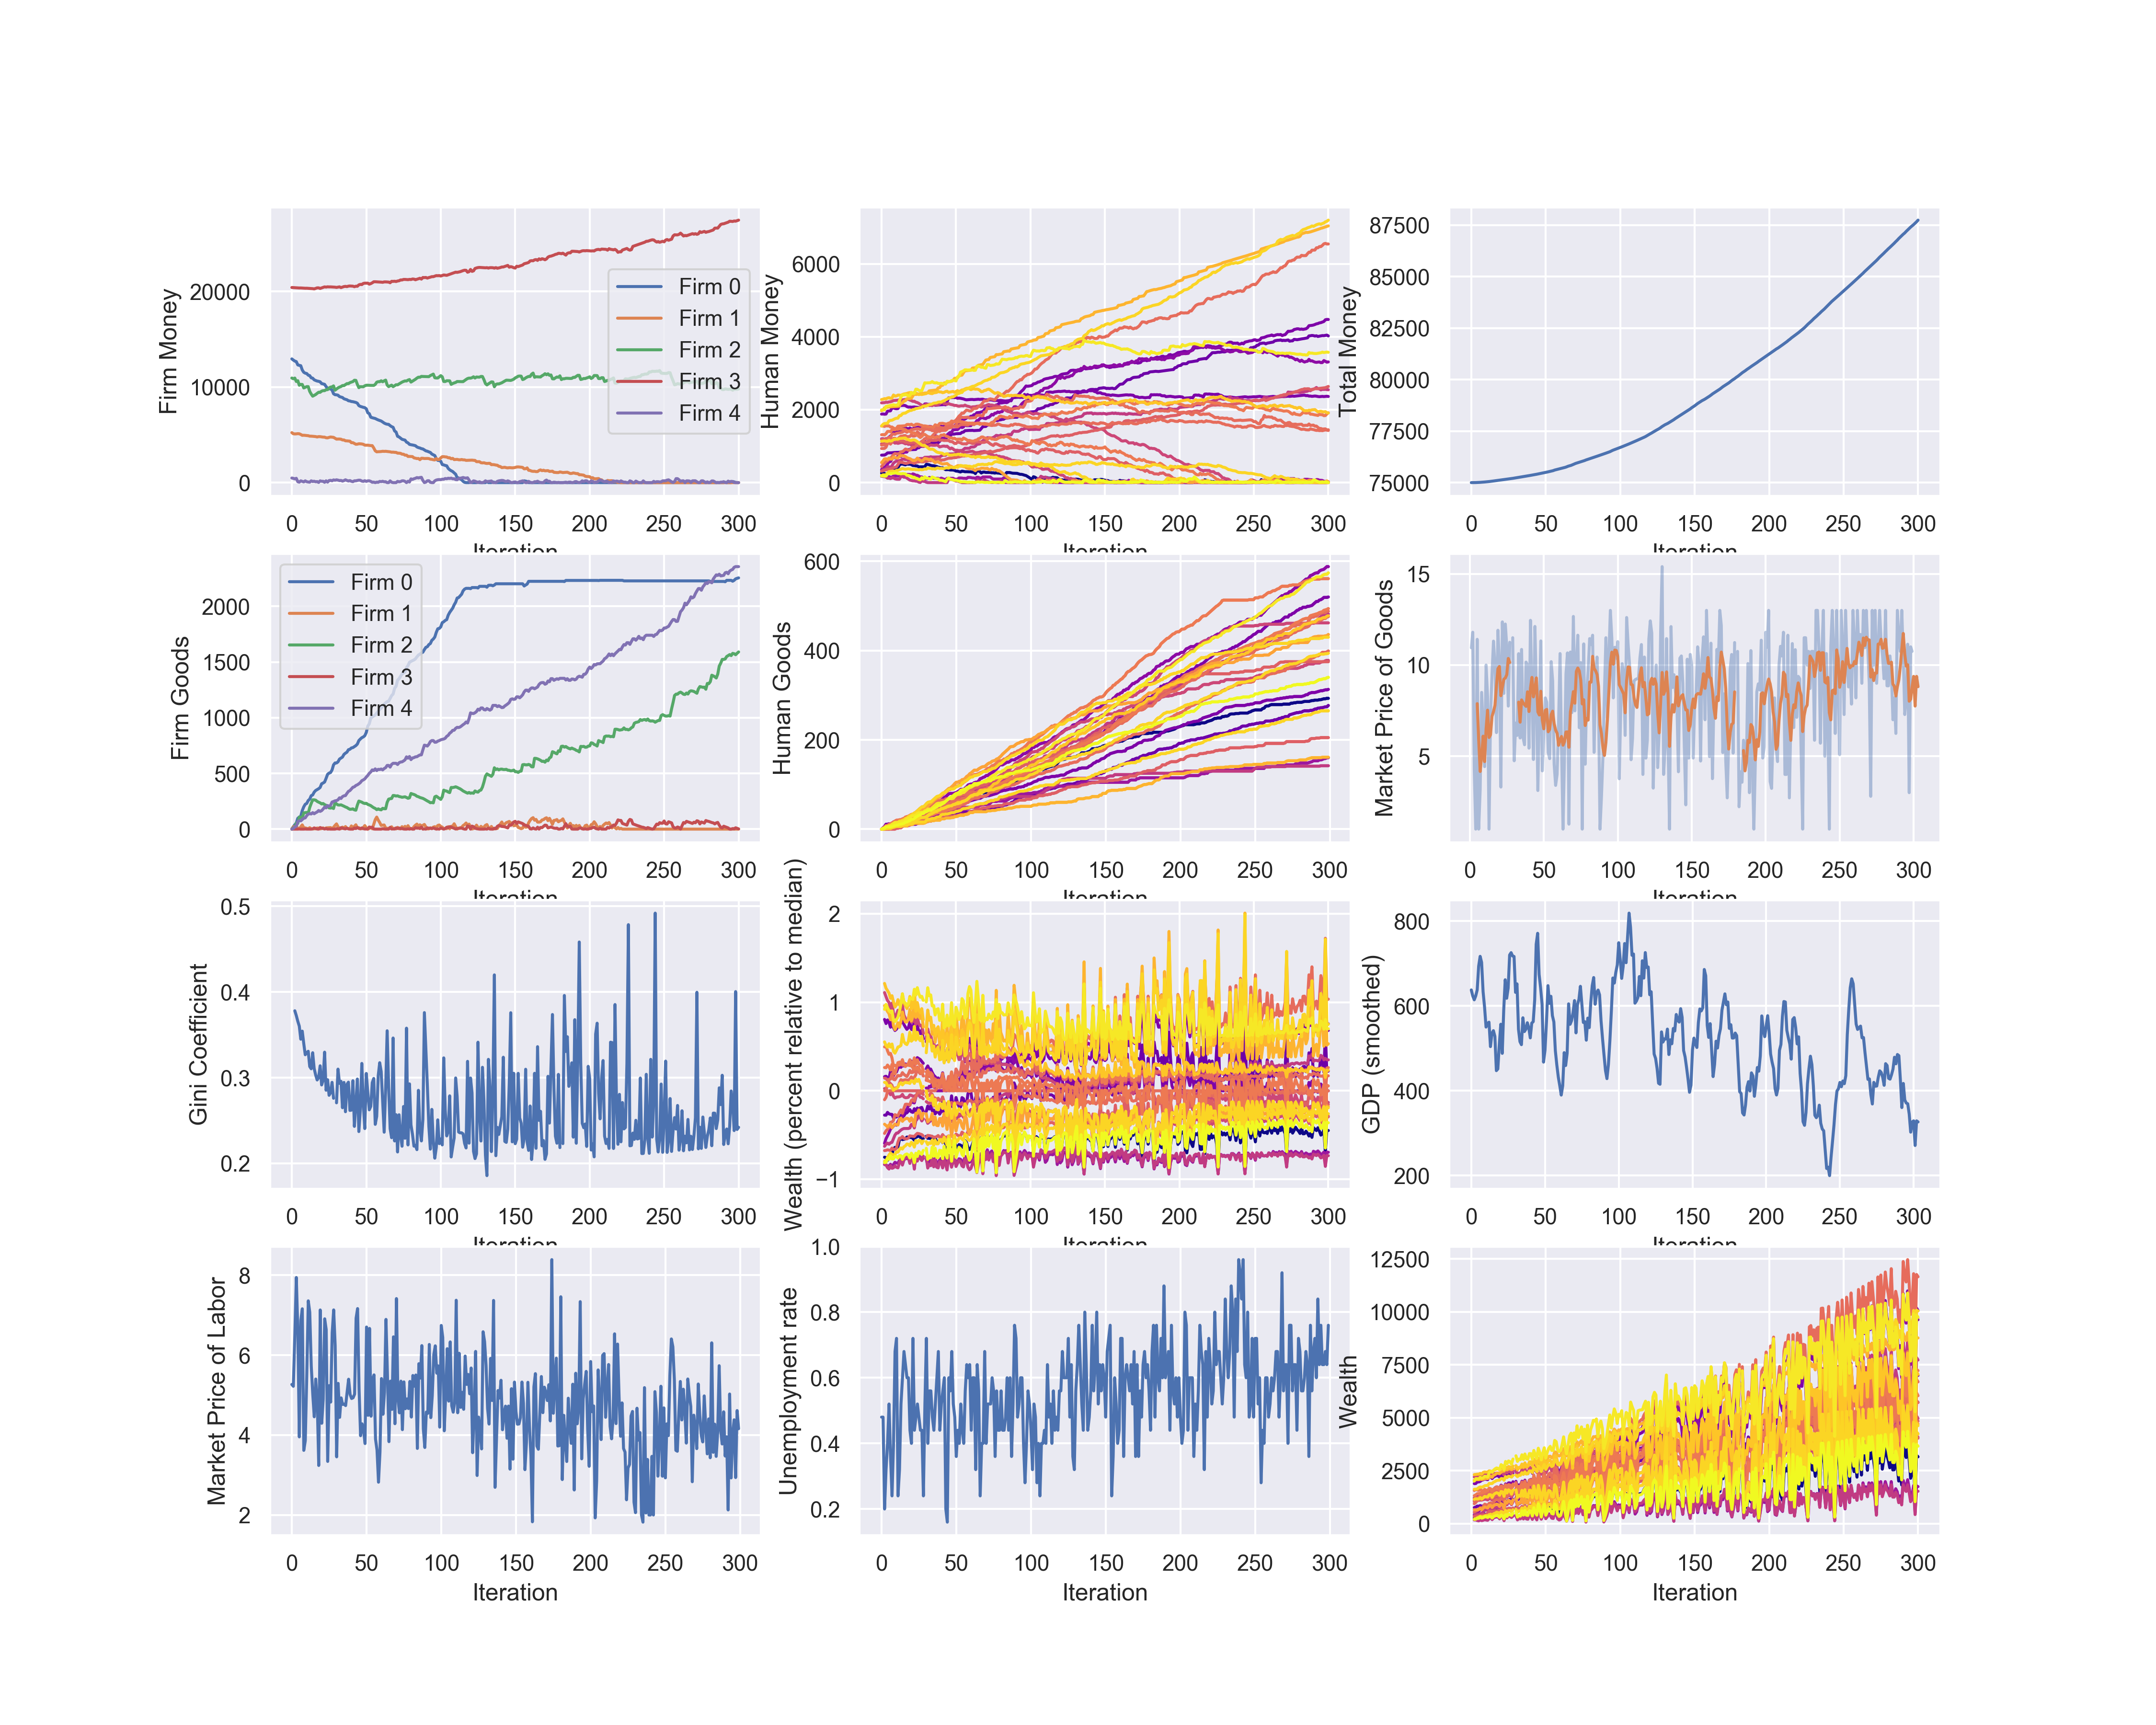 Firm Money
20000
10000
0
Firm 0
Firm 1
Firm 2
Firm 3
Firm 4
0 50 100 150 200 250 300
Iteration
Human Money
6000
4000
2000
0
0 50 100 150 200 250 300
Iteration
Total Money
87500
85000
82500
80000
77500
75000
0 50 100 150 200 250 300
Iteration
Firm Goods
2000
1500
1000
500
0
Firm 0
Firm 1
Firm 2
Firm 3
Firm 4
0 50 100 150 200 250 300
Iteration
Human Goods
600
400
200
0
0 50 100 150 200 250 300
Iteration
Market Price of Goods
15
10
5
0 50 100 150 200 250 300
Iteration
Gini Coefficient
0.5
0.4
0.3
0.2
0 50 100 150 200 250 300
Iteration
Wealth (percent relative to median)
2
1
0
−1
0 50 100 150 200 250 300
Iteration
GDP (smoothed)
800
600
400
200
0 50 100 150 200 250 300
Iteration
Market Price of Labor
8
6
4
2
0 50 100 150 200 250 300
Iteration
Unemployment rate
1.0
0.8
0.6
0.4
0.2
0 50 100 150 200 250 300
Iteration
Wealth
12500
10000
7500
5000
2500
0
0 50 100 150 200 250 300
Iteration